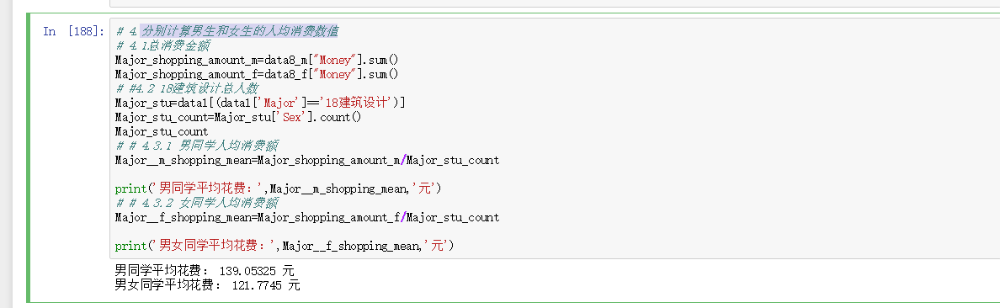 In [188]:
# 4.分别计算男生和女生的人均消费数值
# 4.1总消费金额
Major_shopping_amount_m=data8_m["Money"].sum()
Major_shopping_amount_f=data8_f["Money"].sum()
# #4.2 18建筑设计总人数
Major_stu=data1[(data1['Major']=='18建筑设计')]
Major_stu_count=Major_stu['Sex'].count()
Major_stu_count
# # 4.3.1 男同学人均消费额
Major__m_shopping_mean=Major_shopping_amount_m/Major_stu_count
print('男同学平均花费：',Major__m_shopping_mean,'元')
# # 4.3.2 女同学人均消费额
Major__f_shopping_mean=Major_shopping_amount_f/Major_stu_count
print('男女同学平均花费：',Major__f_shopping_mean,'元')
男同学平均花费： 139.05325 元
男女同学平均花费： 121.7745 元